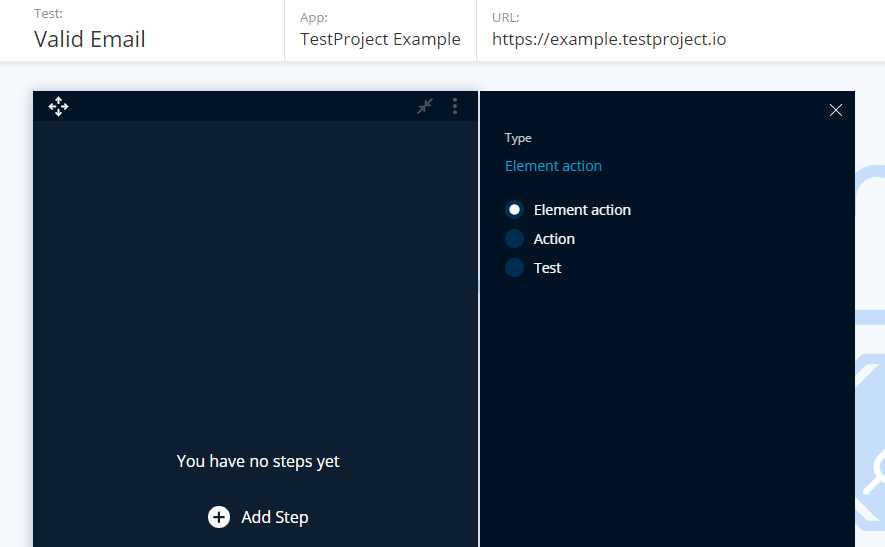 Test:
Valid Email
App:
TestProject Example
URL:
https://example.testproject.io
Type
Element action
Element action
Action
Test
You have no steps yet
Add Step